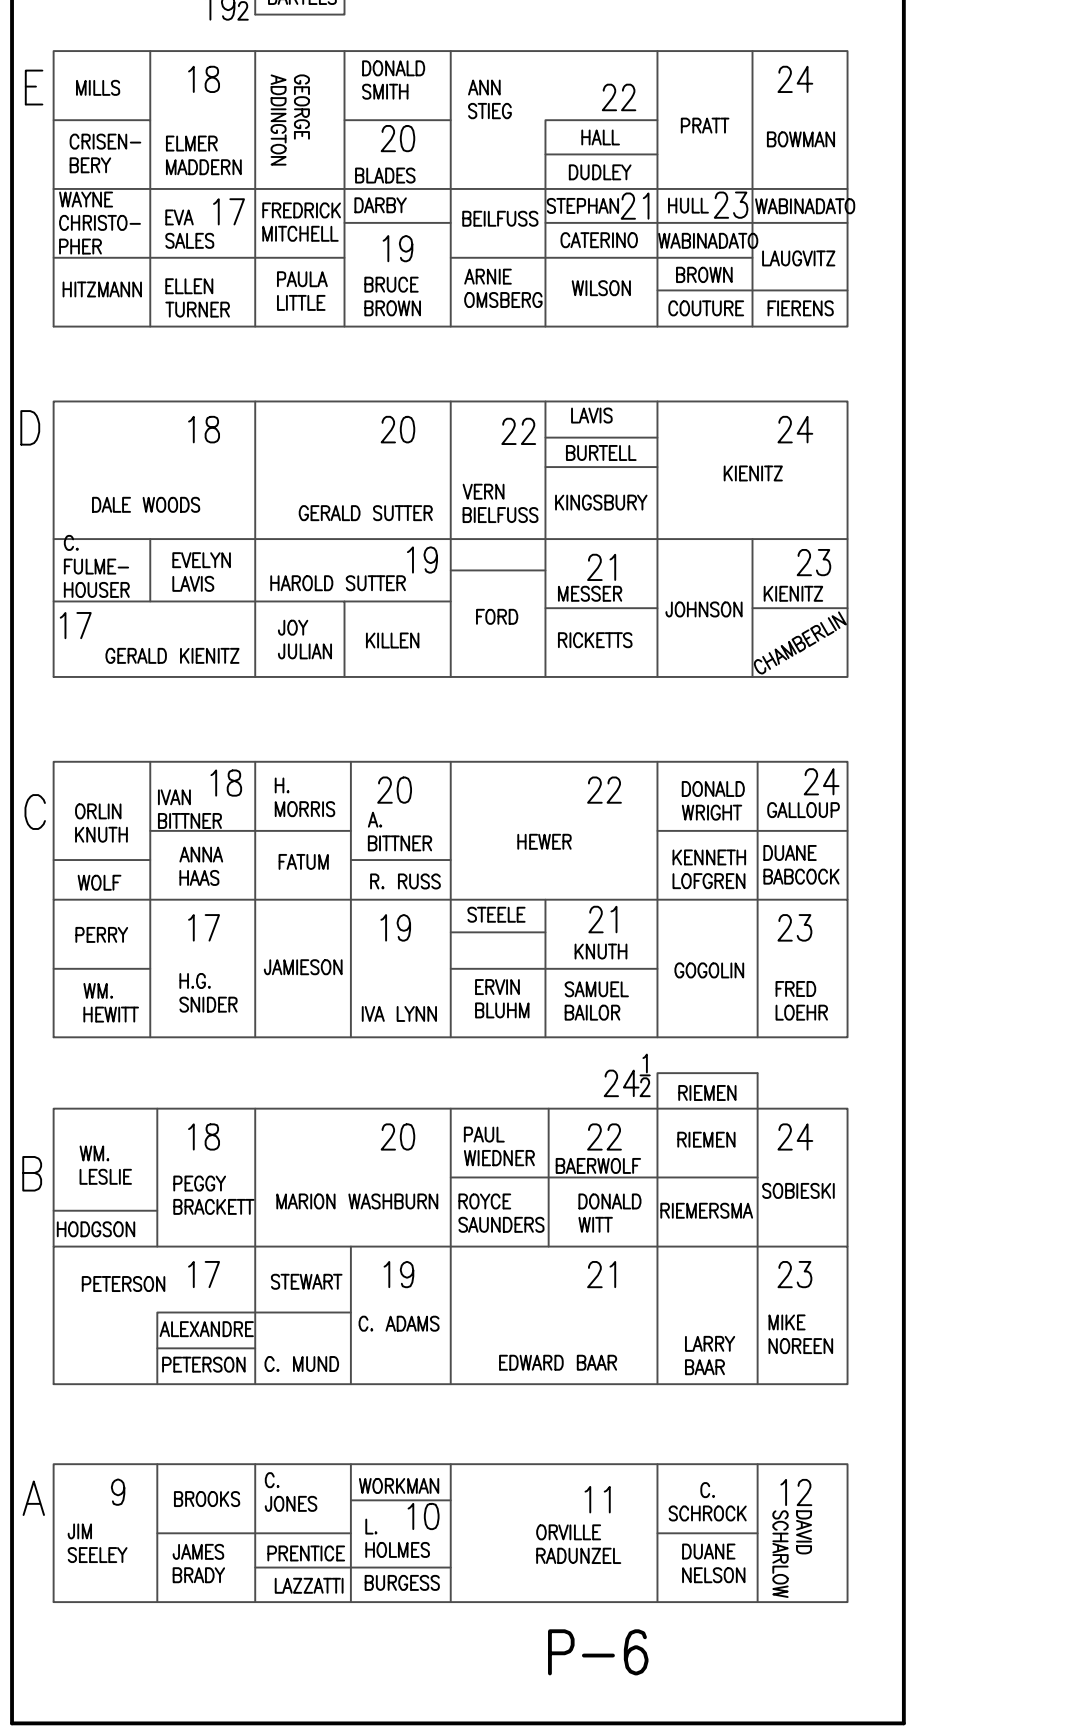 19 2
E
MILLS
18
GEORGE
ADDINGTON
DONALD
SMITH
ANN
STIEG
22
PRATT
24
BOWMAN
CRISEN–
BERY
ELMER
MADDERN
20
BLADES
HALL
DUDLEY
WAYNE
CHRISTO–
PHER
EVA
SALES
17
FREDRICK
MITCHELL
DARBY
BEILFUSS
STEPHAN
21
HULL
23
WABINADATO
CATERINO
WABINADATO
LAUGVITZ
19
BRUCE
BROWN
HITZMANN
ELLEN
TURNER
PAULA
LITTLE
ARNIE
OMSBERG
WILSON
BROWN
COUTURE
FIERENS
D
18
DALE WOODS
20
GERALD SUTTER
22
VERN
BIELFUSS
LAVIS
BURTELL
KINGSBURY
24
KIENITZ
C.
FULME–
HOUSER
EVELYN
LAVIS
19
HAROLD SUTTER
FORD
21
MESSER
JOHNSON
23
KIENITZ
17
GERALD KIENITZ
JOY
JULIAN
KILLEN
RICKETTS
CHAMBERLIN
C
ORLIN
KNUTH
IVAN
BITTNER
18
H.
MORRIS
20
A.
BITTNER
22
HEWER
DONALD
WRIGHT
24
GALLOUP
WOLF
ANNA
HAAS
FATUM
R. RUSS
KENNETH
LOFGREN
DUANE
BABCOCK
PERRY
17
H.G.
SNIDER
JAMIESON
19
IVA LYNN
STEELE
21
KNUTH
GOGOLIN
23
FRED
LOEHR
WM.
HEWITT
ERVIN
BLUHM
SAMUEL
BAILOR
24½
RIEMEN
B
WM.
LESLIE
18
PEGGY
BRACKETT
20
MARION WASHBURN
PAUL
WIEDNER
22
BAERWOLF
RIEMEN
24
SOBIESKI
HODGSON
ROYCE
SAUNDERS
DONALD
WITT
RIEMERSMA
PETERSON
17
STEWART
19
C. ADAMS
21
EDWARD BAAR
LARRY
BAAR
23
MIKE
NOREEN
ALEXANDRE
PETERSON
C. MUND
A
9
JIM
SEELEY
BROOKS
C.
JONES
WORKMAN
11
ORVILLE
RADUNZEL
C.
SCHROCK
12
DAVID
SCHARLOW
L.
HOLMES
10
JAMES
BRADY
PRENTICE
LAZZATTI
BURGESS
DUANE
NELSON
P–6